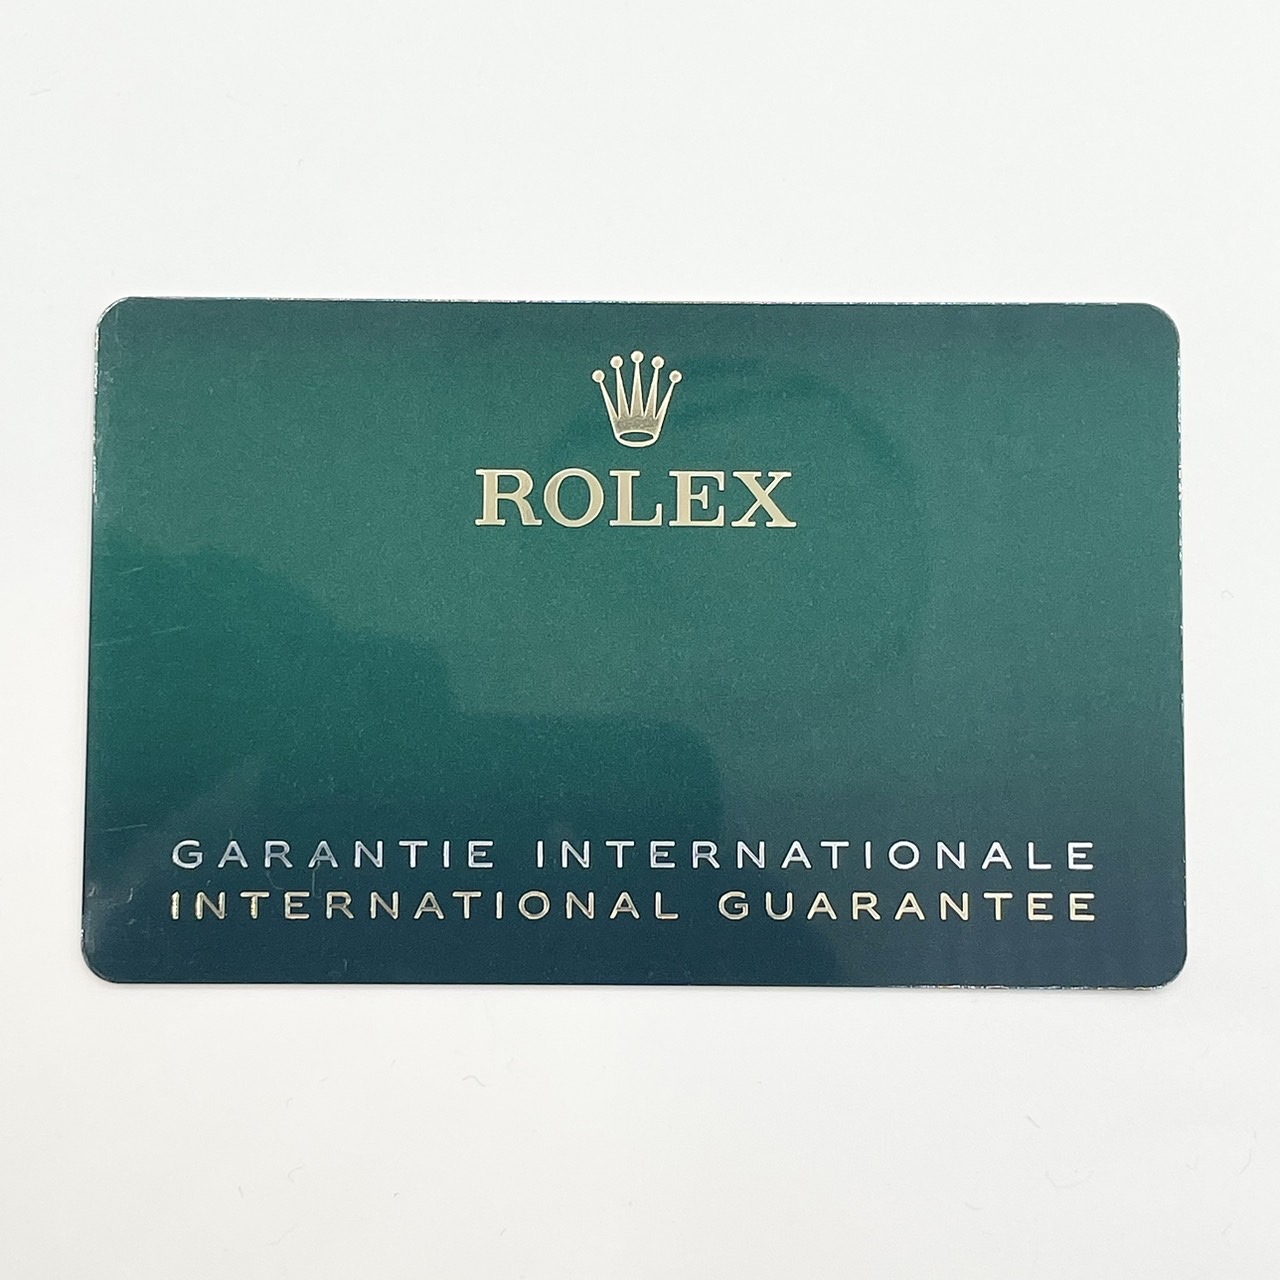 ROLEX
GARANTIE INTERNATIONALE
INTERNATIONAL GUARANTEE